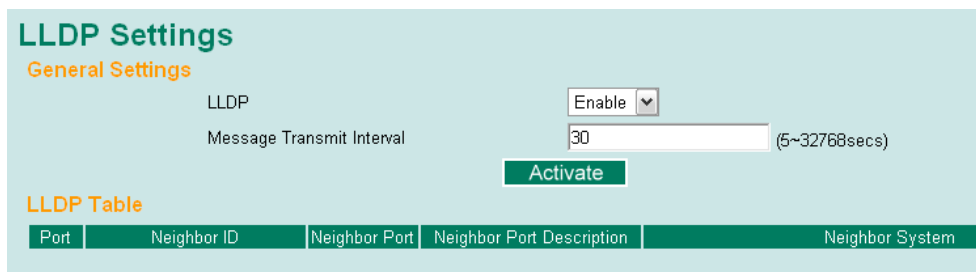 LLDP Settings
General Settings
LLDP Enable
Message Transmit Interval 30 (5~32768secs)
Activate
LLDP Table
Port Neighbor ID Neighbor Port Neighbor Port Description Neighbor System